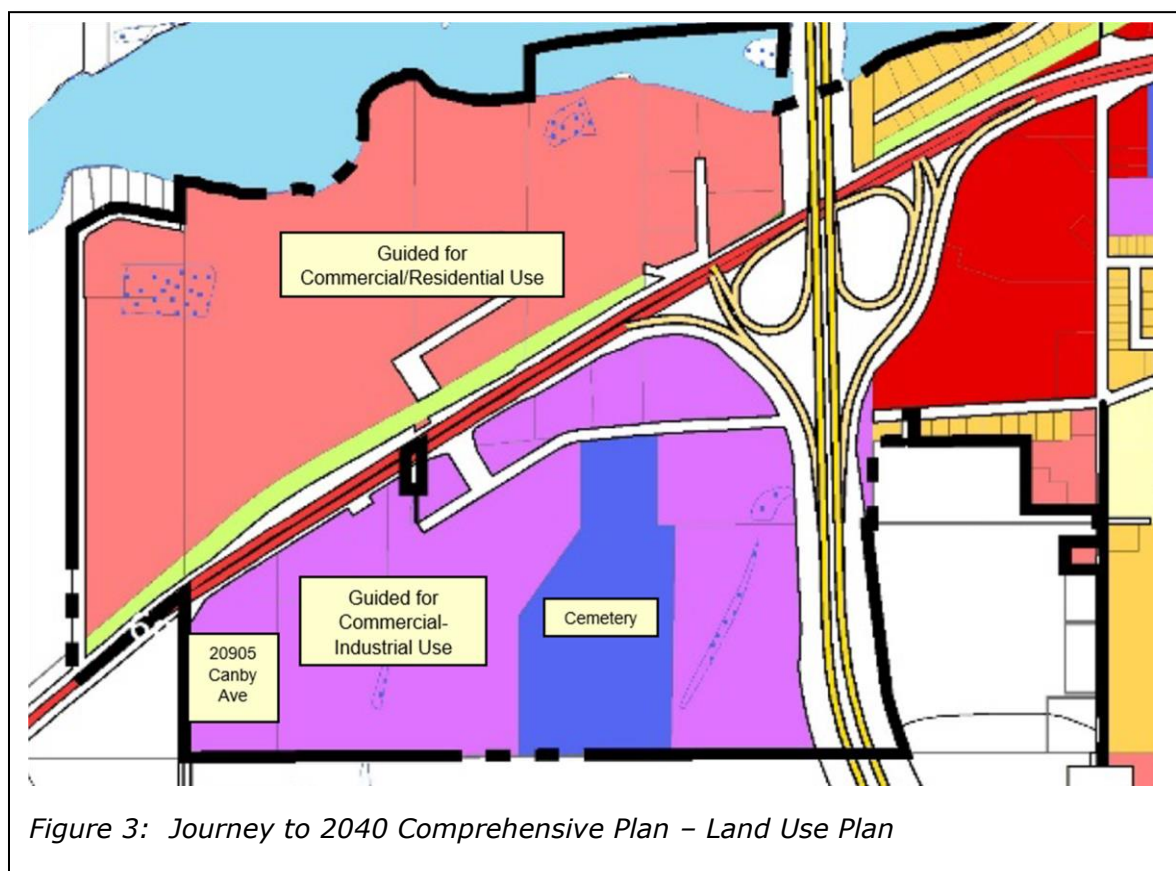 Guided for
Commercial/Residential Use
Guided for
Commercial-
Industrial Use
Cemetery
20905
Canby
Ave
Figure 3: Journey to 2040 Comprehensive Plan – Land Use Plan